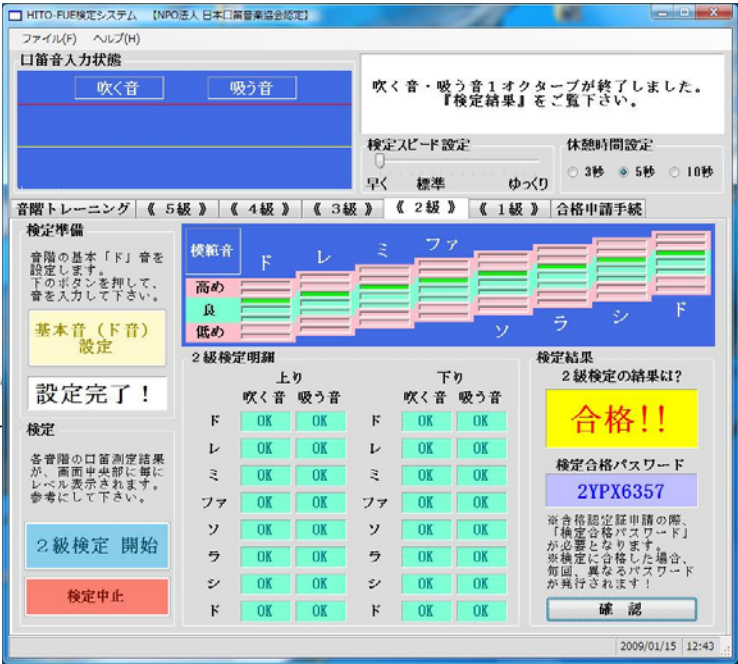 HITO-FUE検定システム 【NPO法人 日本口笛音楽協会認定】
ファイル(F) ヘルプ(H)
口笛音入力状態
吹く音 吸う音
吹く音・吸う音1オクターブが終了しました。
『検定結果』をご覧下さい。
検定スピード設定
早く 標準 ゆっくり
休憩時間設定
3秒 5秒 10秒
音階トレーニング 《 5級 》 《 4級 》 《 3級 》 《 2級 》 《 1級 》 合格申請手続
検定準備
音階の基本「ド」音を
設定します。
下のボタンを押して、
音を入力して下さい。
基本音(ド音)
設定
設定完了!
検定
各音階の口笛測定結果
が、画面中央部に毎に
レベル表示されます。
参考にして下さい。
2級検定 開始
検定中止
模範音
ド レ ミ ファ
ソ ラ シ ド
高め
良
低め
2級検定明細
上り 下り
吹く音 吸う音 吹く音 吸う音
ド OK OK ド OK OK
レ OK OK レ OK OK
ミ OK OK ミ OK OK
ファ OK OK ファ OK OK
ソ OK OK ソ OK OK
ラ OK OK ラ OK OK
シ OK OK シ OK OK
ド OK OK ド OK OK
検定結果
2級検定の結果は?
合格!!
検定合格パスワード
2YPX6357
※合格認定証申請の際、
「検定合格パスワード」
が必要となります。
※検定に合格した場合、
毎回、異なるパスワード
が発行されます!
確 認
2009/01/15 12:43